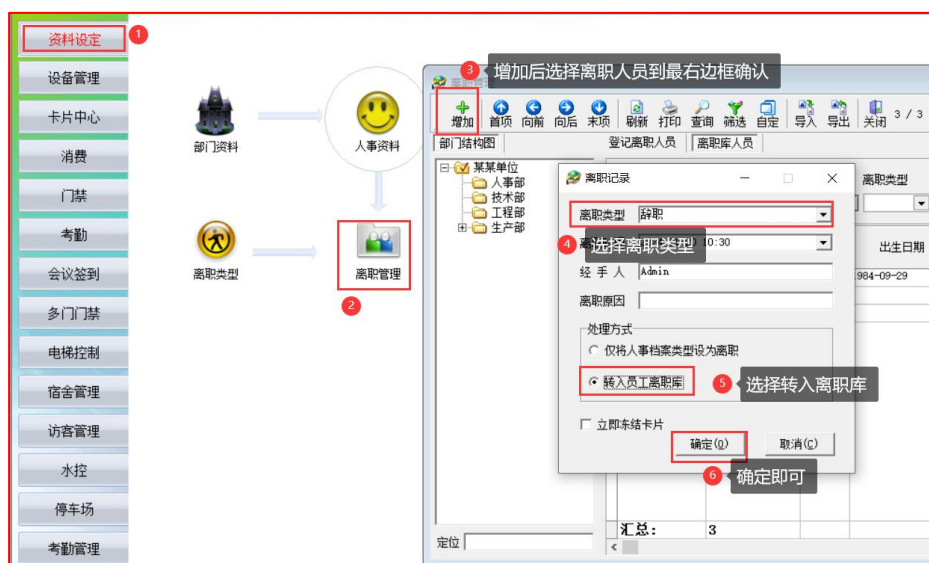 资料设定
1
设备管理
卡片中心
消费
门禁
考勤
会议签到
多门门禁
电梯控制
宿舍管理
访客管理
水控
停车场
考勤管理
部门资料
人事资料
离职类型
离职管理
2
3 增加后选择离职人员到最右边框确认
增加 首项 向前 向后 末项 刷新 打印 查询 筛选 自定 导入 导出 关闭 3 / 3
部门结构图
登记离职人员 离职库人员
某某单位
人事部
技术部
工程部
生产部
离职类型
出生日期
984-09-29
离职记录
离职类型 辞职
4 选择离职类型
10:30
经 手 人 Admin
离职原因
处理方式
仅将人事档案类型设为离职
转入员工离职库
5 选择转入离职库
立即冻结卡片
确定(O) 取消(C)
6 确定即可
汇总: 3
定位